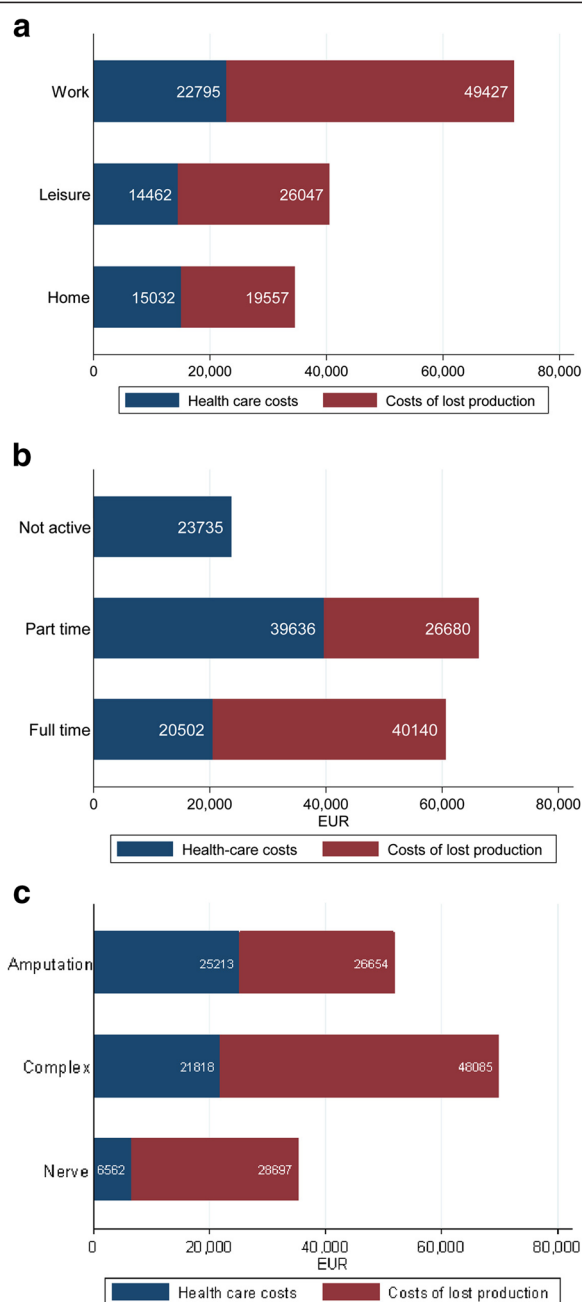 a
Work 22795 49427
Leisure 14462 26047
Home 15032 19557
0 20,000 40,000 60,000 80,000
Health care costs Costs of lost production
b
Not active 23735
Part time 39636 26680
Full time 20502 40140
0 20,000 40,000 60,000 80,000
EUR
Health-care costs Costs of lost production
c
Amputation 25213 26654
Complex 21818 48085
Nerve 6562 28697
0 20,000 40,000 60,000 80,000
EUR
Health care costs Costs of lost production